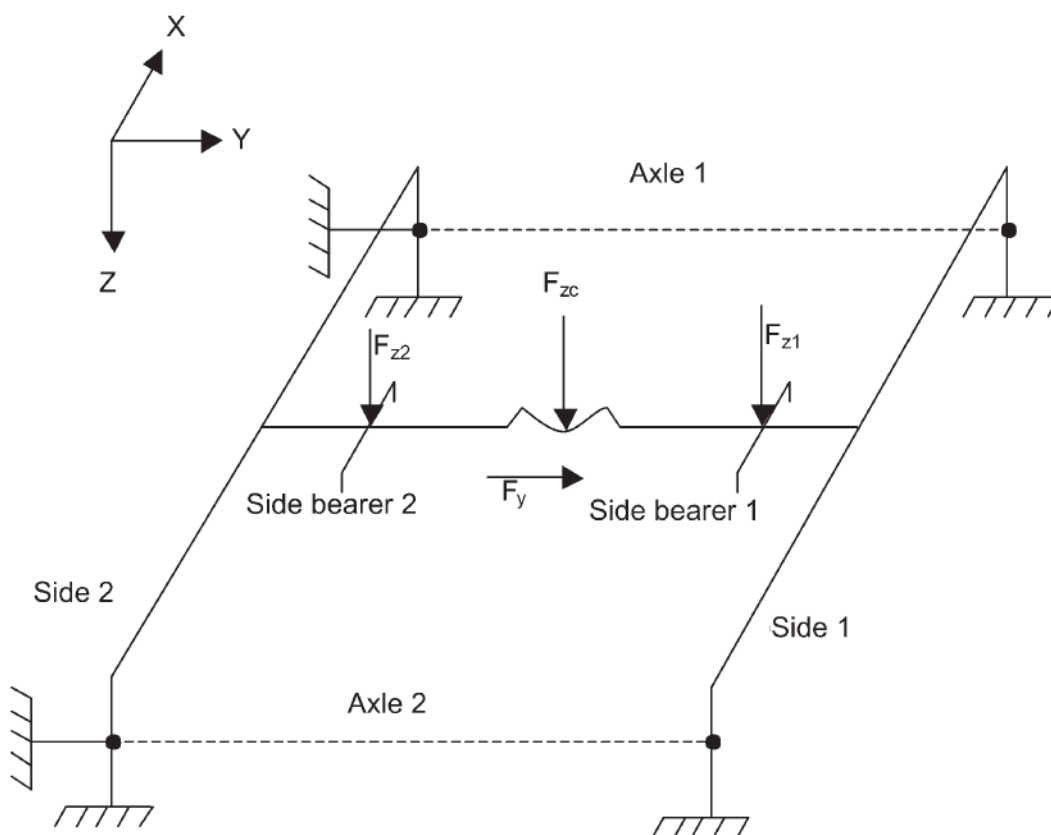 X
Y
Z
Axle 1
F_zc
F_z2
F_z1
Side bearer 2
F_y
Side bearer 1
Side 2
Side 1
Axle 2